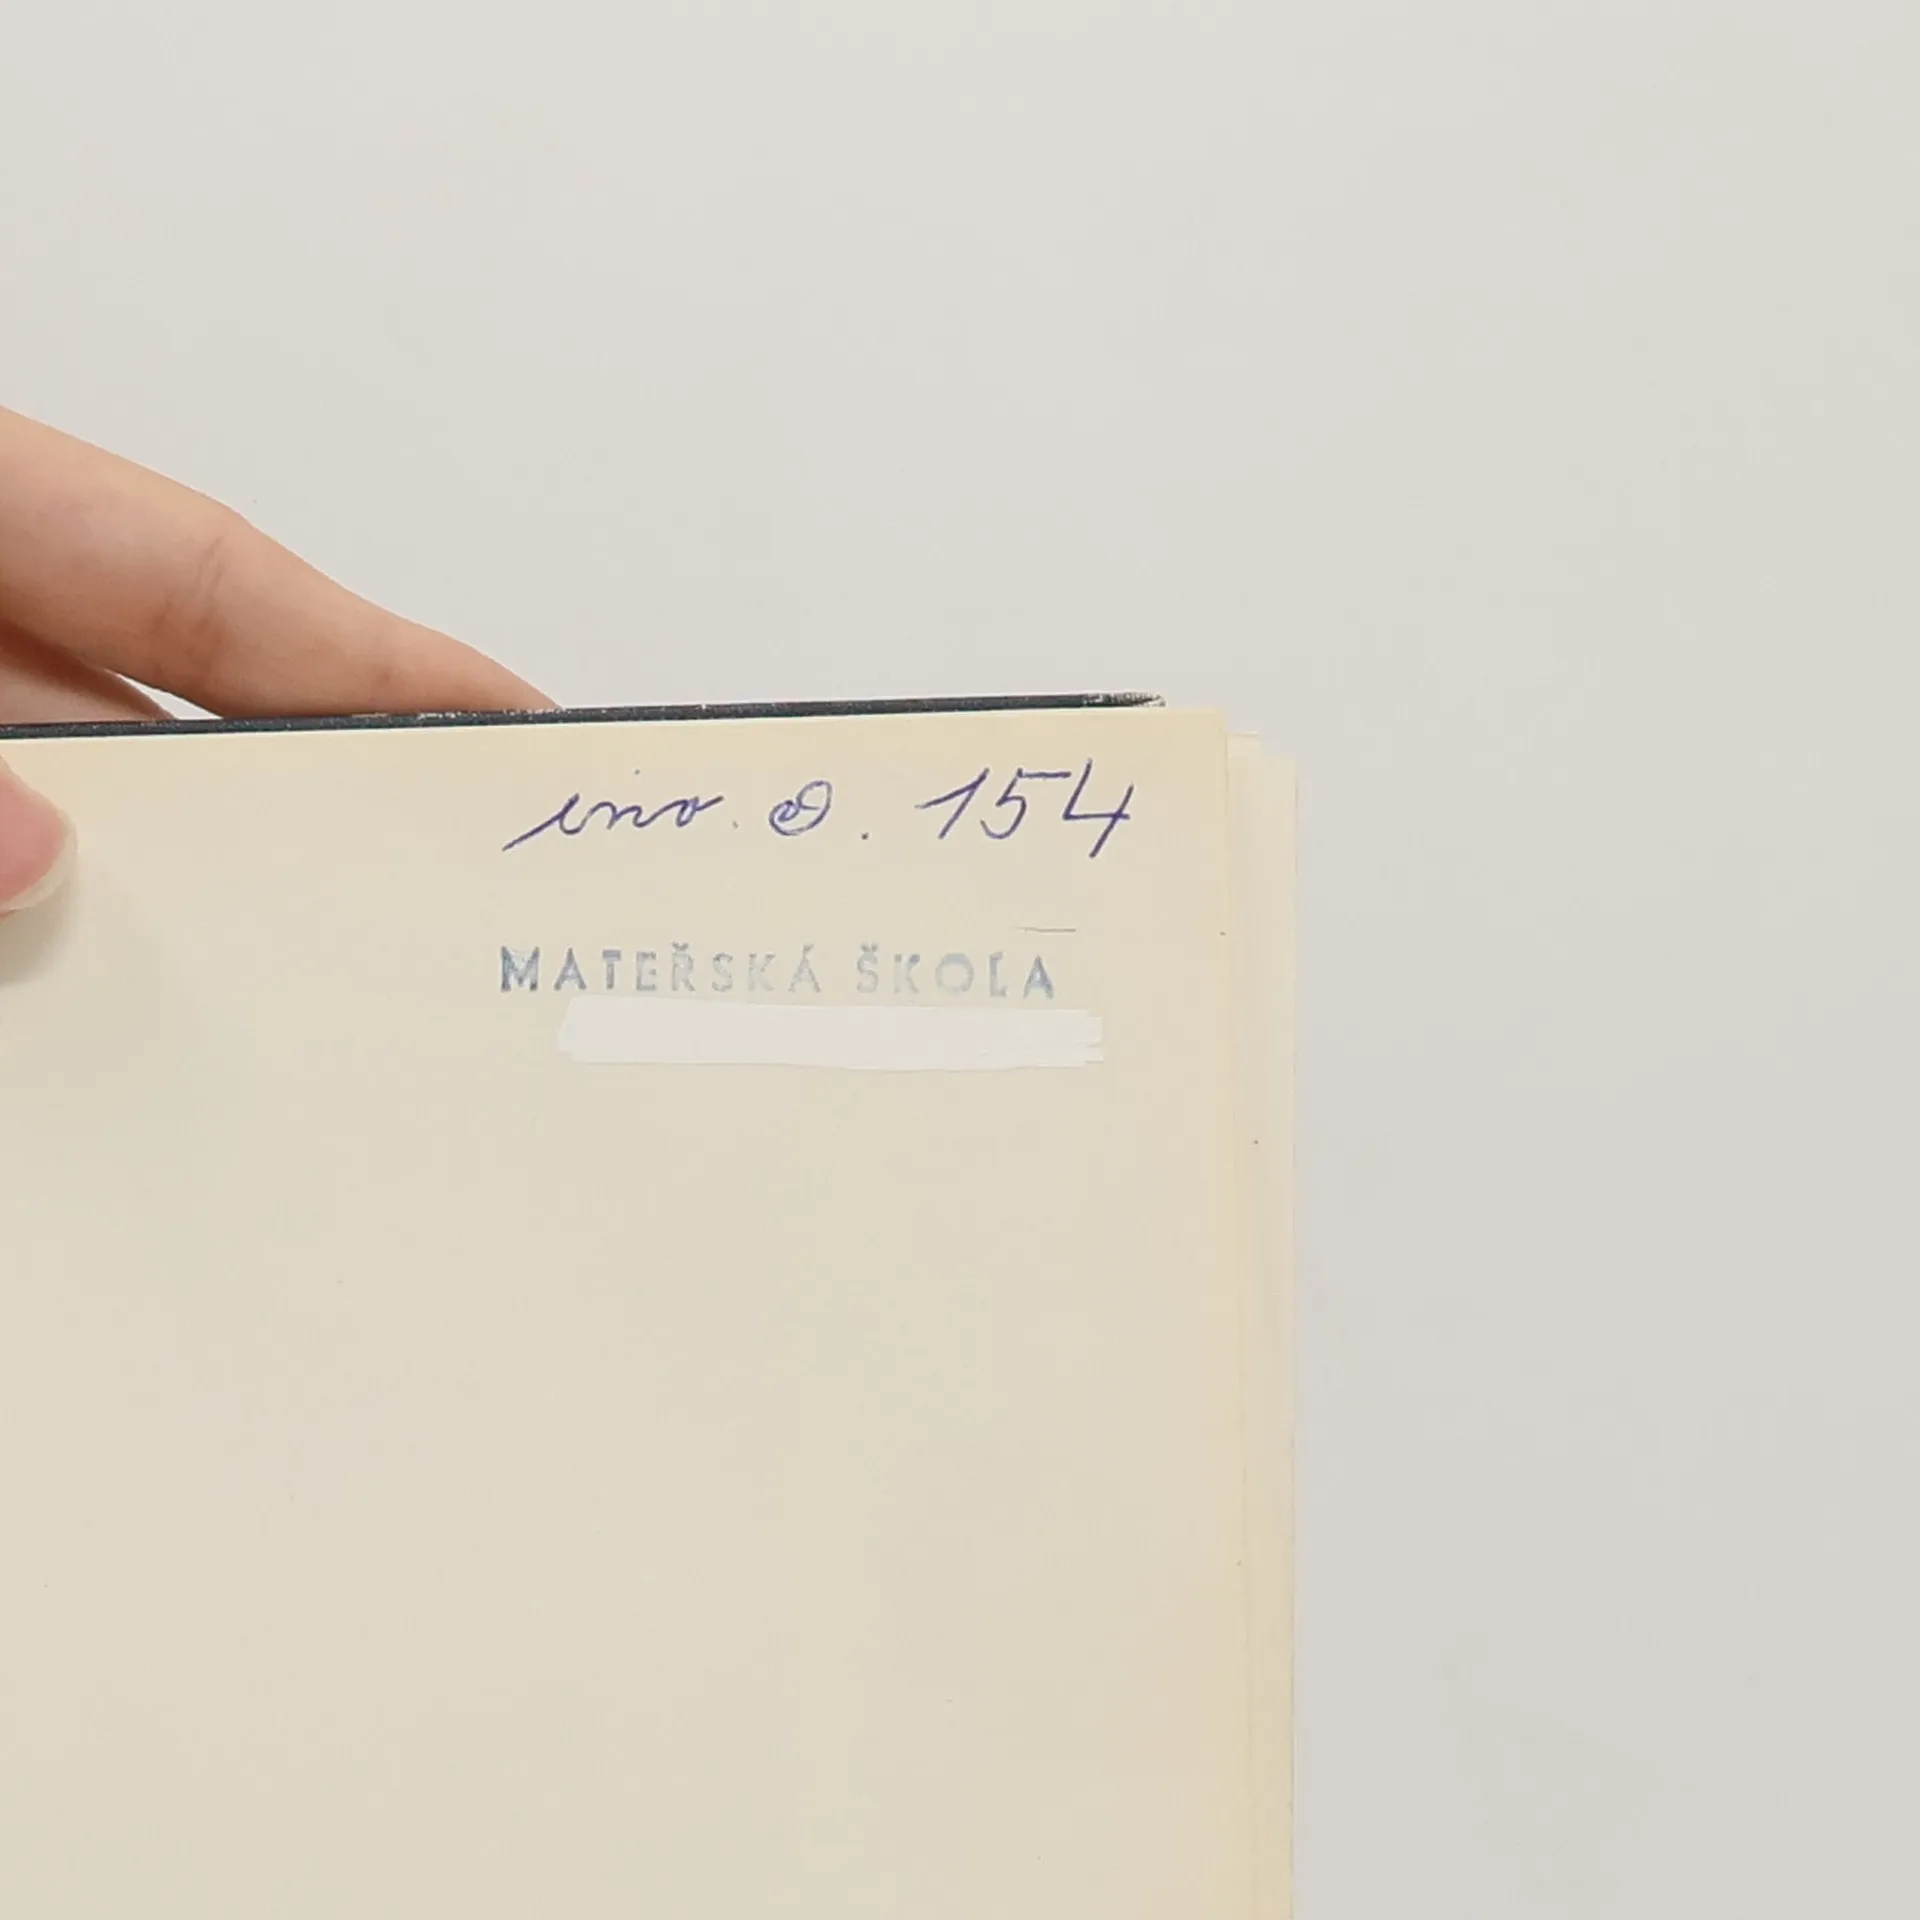 inv. č. 154
MATEŘSKÁ ŠKOLA